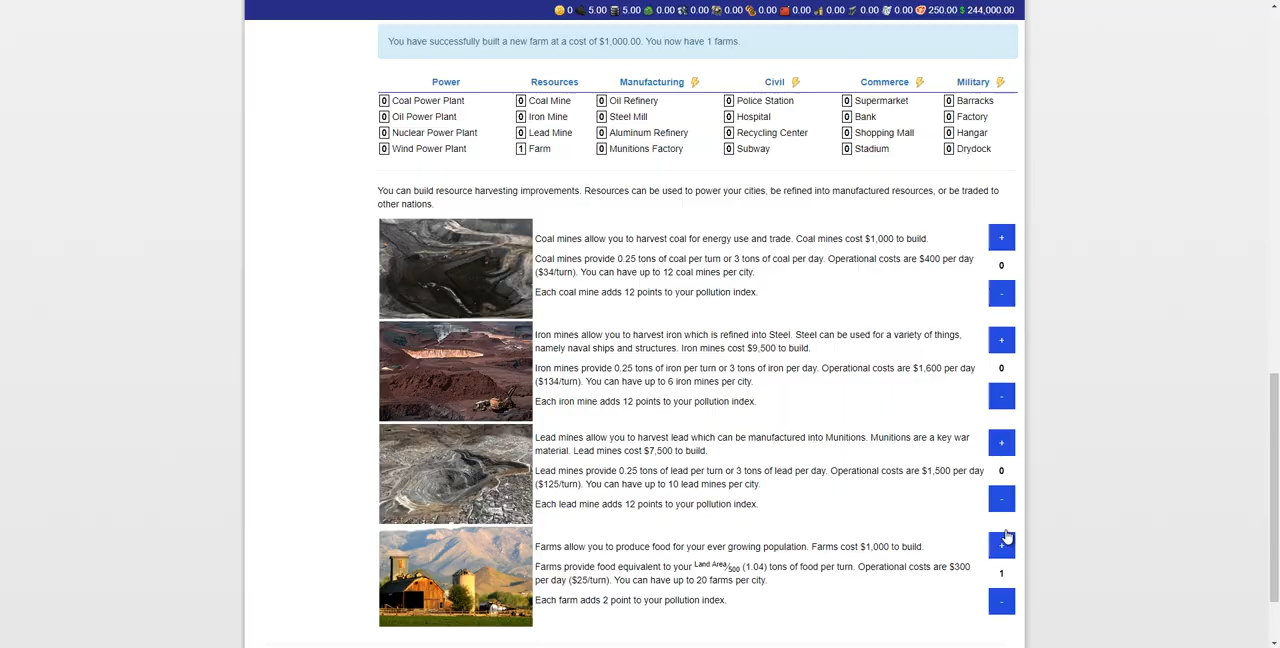 0 5.00 5.00 0.00 0.00 0.00 0.00 0.00 0.00 0.00 0.00 250.00 $ 244,000.00
You have successfully built a new farm at a cost of $1,000.00. You now have 1 farms.
Power Resources Manufacturing Civil Commerce Military
0 Coal Power Plant 0 Coal Mine 0 Oil Refinery 0 Police Station 0 Supermarket 0 Barracks
0 Oil Power Plant 0 Iron Mine 0 Steel Mill 0 Hospital 0 Bank 0 Factory
0 Nuclear Power Plant 0 Lead Mine 0 Aluminum Refinery 0 Recycling Center 0 Shopping Mall 0 Hangar
0 Wind Power Plant 1 Farm 0 Munitions Factory 0 Subway 0 Stadium 0 Drydock
You can build resource harvesting improvements. Resources can be used to power your cities, be refined into manufactured resources, or be traded to
other nations.
Coal mines allow you to harvest coal for energy use and trade. Coal mines cost $1,000 to build.
+
Coal mines provide 0.25 tons of coal per turn or 3 tons of coal per day. Operational costs are $400 per day
0
($34/turn). You can have up to 12 coal mines per city.
Each coal mine adds 12 points to your pollution index.
-
Iron mines allow you to harvest iron which is refined into Steel. Steel can be used for a variety of things,
+
namely naval ships and structures. Iron mines cost $9,500 to build.
Iron mines provide 0.25 tons of iron per turn or 3 tons of iron per day. Operational costs are $1,600 per day
0
($134/turn). You can have up to 6 iron mines per city.
Each iron mine adds 12 points to your pollution index.
-
Lead mines allow you to harvest lead which can be manufactured into Munitions. Munitions are a key war
+
material. Lead mines cost $7,500 to build.
Lead mines provide 0.25 tons of lead per turn or 3 tons of lead per day. Operational costs are $1,500 per day
0
($125/turn). You can have up to 10 lead mines per city.
Each lead mine adds 12 points to your pollution index.
-
Farms allow you to produce food for your ever growing population. Farms cost $1,000 to build.
+
Farms provide food equivalent to your Land Area/500 (1.04) tons of food per turn. Operational costs are $300
1
per day ($25/turn). You can have up to 20 farms per city.
Each farm adds 2 point to your pollution index.
-